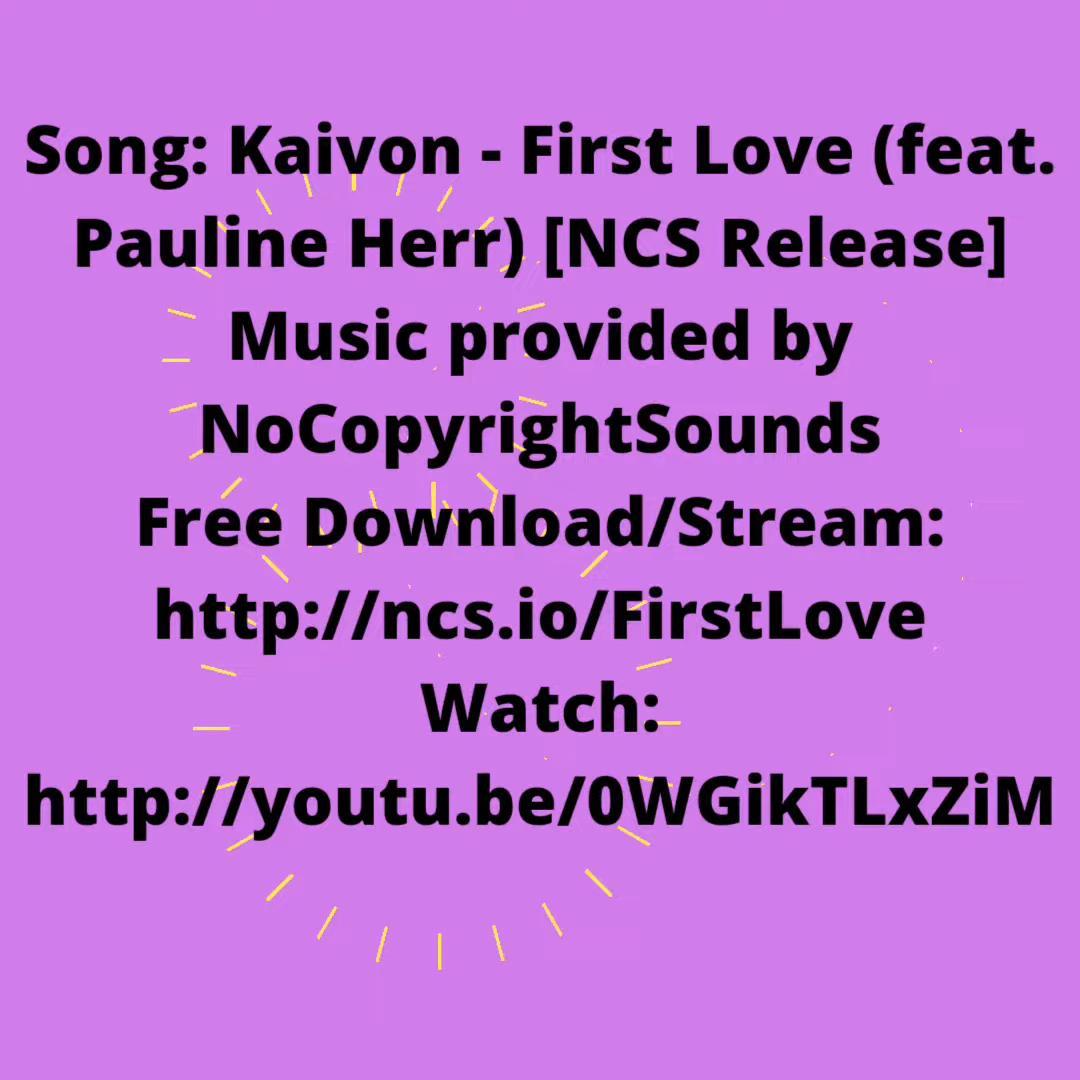 Song: Kaivon - First Love (feat.
Pauline Herr) [NCS Release]
Music provided by
NoCopyrightSounds
Free Download/Stream:
http://ncs.io/FirstLove
Watch:
http://youtu.be/0WGikTLxZiM